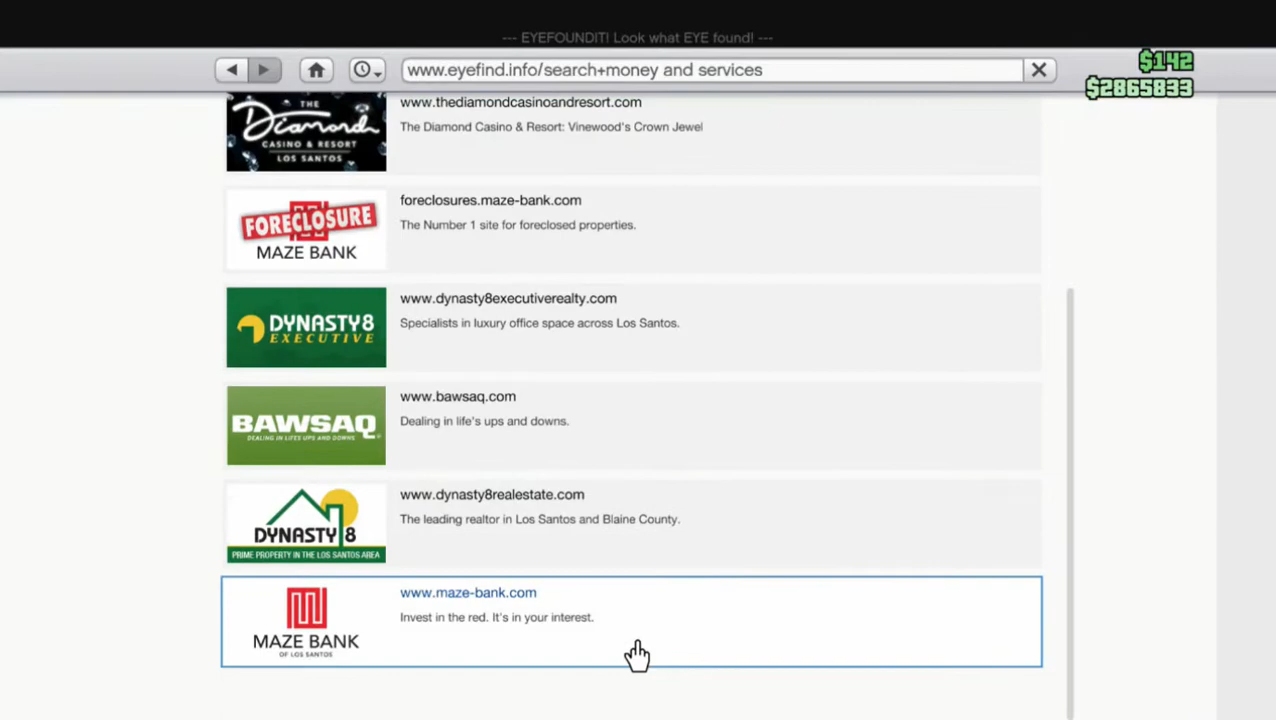 --- EYEFOUNDIT! Look what EYE found! ---
www.eyefind.info/search+money and services
$142
$2865833
THE
Diamond
CASINO & RESORT
LOS SANTOS
www.thediamondcasinoandresort.com
The Diamond Casino & Resort: Vinewood's Crown Jewel
FORECLOSURE
MAZE BANK
foreclosures.maze-bank.com
The Number 1 site for foreclosed properties.
DYNASTY 8
EXECUTIVE
www.dynasty8executiverealty.com
Specialists in luxury office space across Los Santos.
BAWSAQ
DEALING IN LIFE'S UPS AND DOWNS
www.bawsaq.com
Dealing in life's ups and downs.
DYNASTY 8
PRIME PROPERTY IN THE LOS SANTOS AREA
www.dynasty8realestate.com
The leading realtor in Los Santos and Blaine County.
MAZE BANK
OF LOS SANTOS
www.maze-bank.com
Invest in the red. It's in your interest.